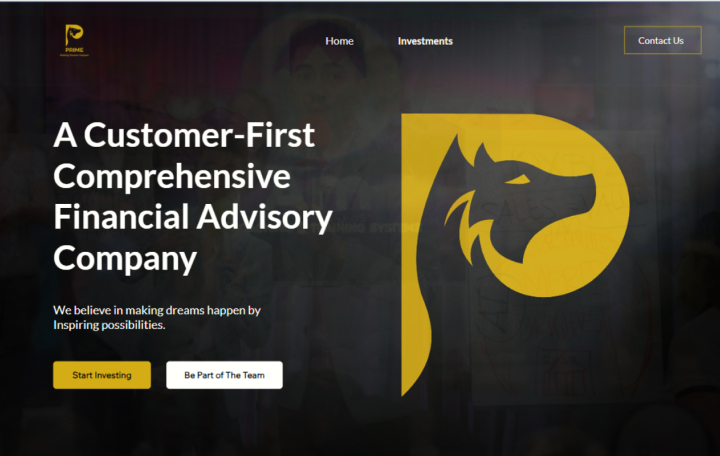 PRIME
Home
Investments
Contact Us
A Customer-First
Comprehensive
Financial Advisory
Company
We believe in making dreams happen by
Inspiring possibilities.
Start Investing
Be Part of The Team